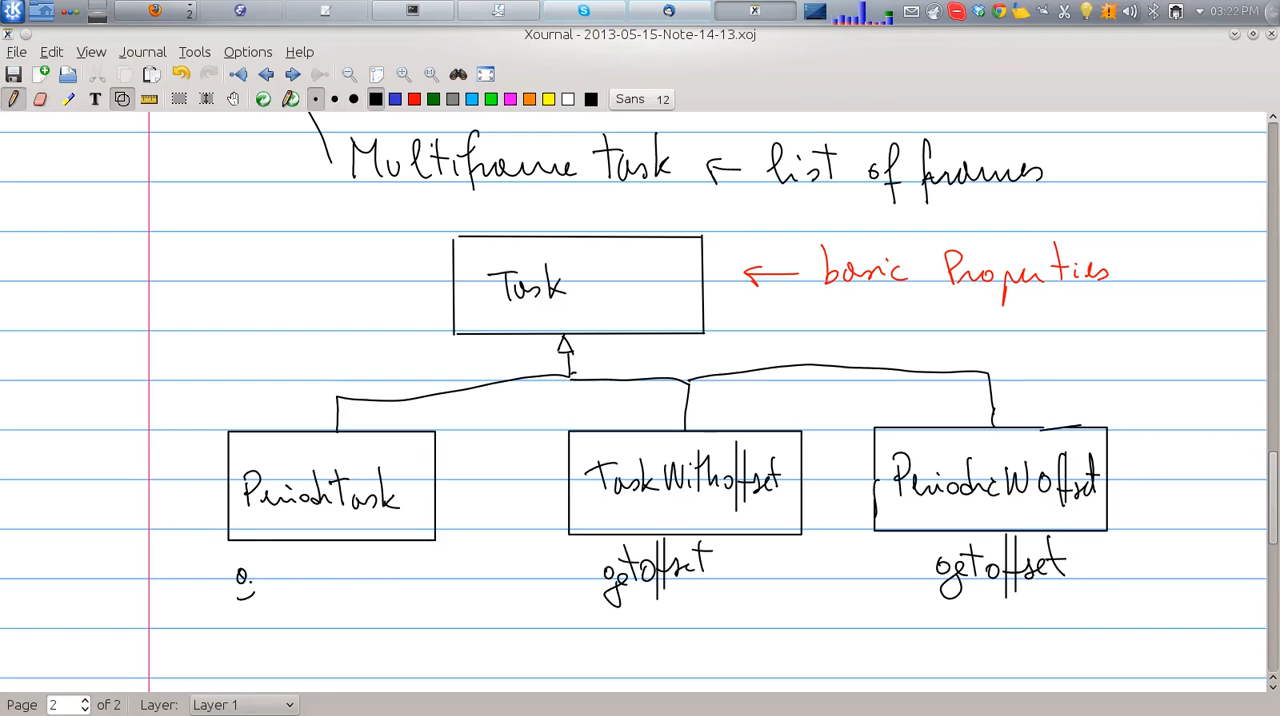 2
03:22 PM
Xournal - 2013-05-15-Note-14-13.xoj
File Edit View Journal Tools Options Help
Sans 12
Multiframe task ← list of frames
Task ← basic Properties
PeriodicTask TaskWithoffset PeriodicWOffset
getoffset getoffset
Page 2 of 2 Layer: Layer 1